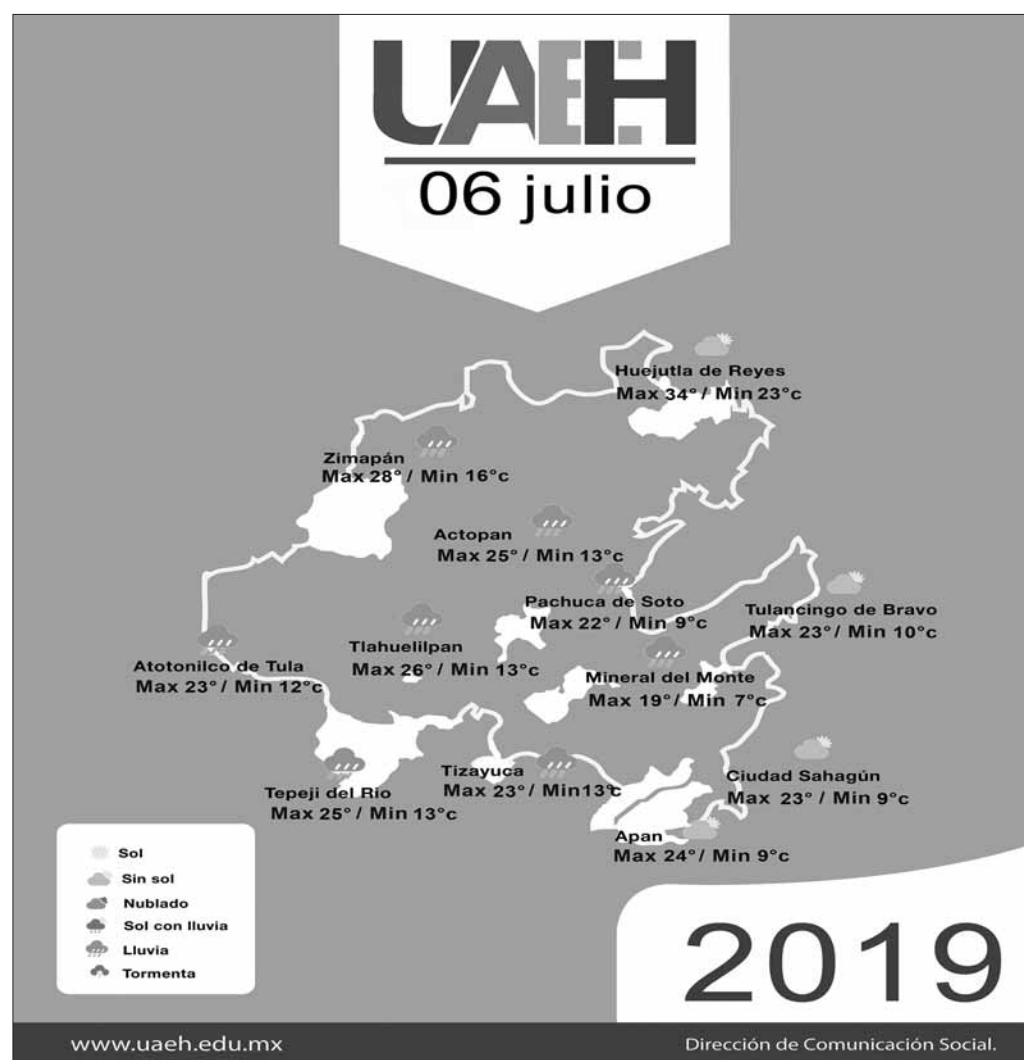 UAEH
06 julio
Huejutla de Reyes
Max 34° / Min 23°c
Zimapán
Max 28° / Min 16°c
Actopan
Max 25° / Min 13°c
Pachuca de Soto
Max 22° / Min 9°c
Tulancingo de Bravo
Max 23° / Min 10°c
Tlahuelilpan
Max 26° / Min 13°c
Atotonilco de Tula
Max 23° / Min 12°c
Mineral del Monte
Max 19° / Min 7°c
Tizayuca
Max 23° / Min13°c
Ciudad Sahagún
Max 23° / Min 9°c
Tepeji del Río
Max 25° / Min 13°c
Apan
Max 24° / Min 9°c
Sol
Sin sol
Nublado
Sol con lluvia
Lluvia
Tormenta
2019
www.uaeh.edu.mx
Dirección de Comunicación Social.